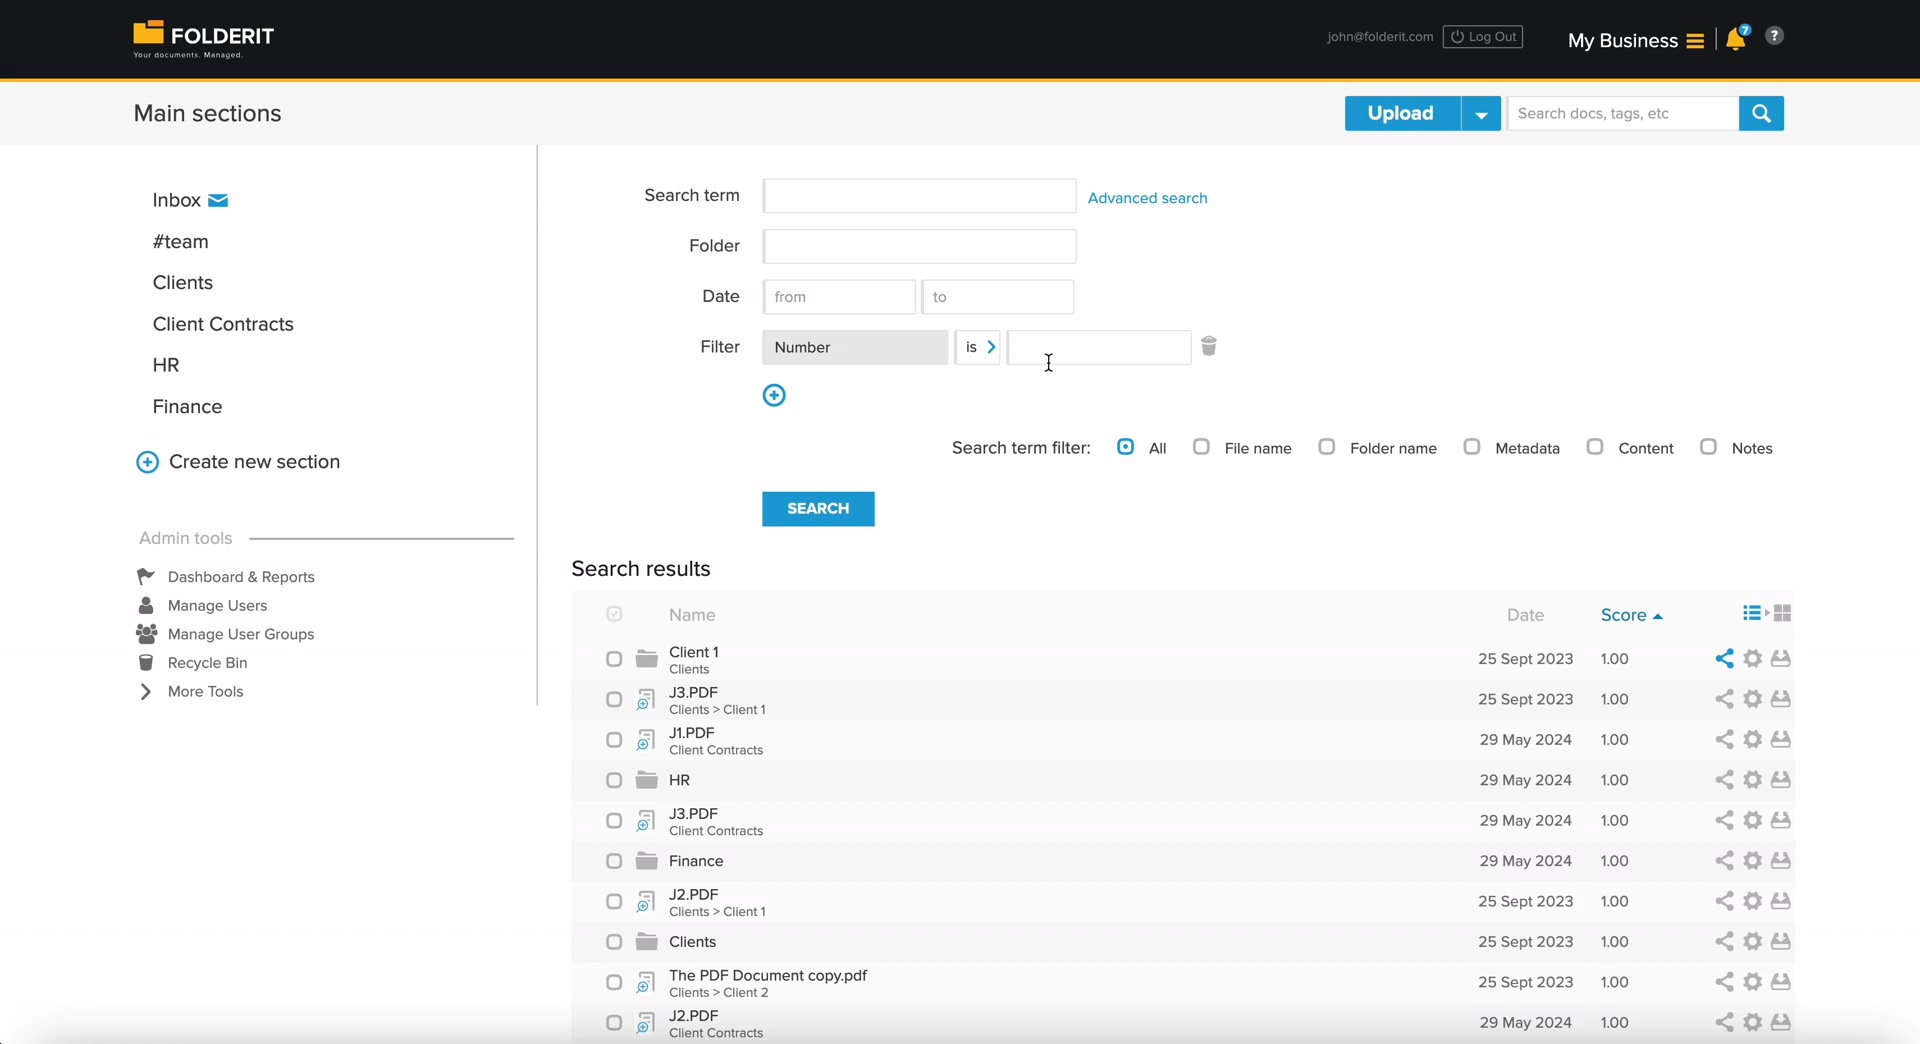 FOLDERIT
Your documents. Managed.
john@folderit.com
Log Out
My Business
7
?
Main sections
Upload
Search docs, tags, etc
Inbox
#team
Clients
Client Contracts
HR
Finance
Create new section
Admin tools
Dashboard & Reports
Manage Users
Manage User Groups
Recycle Bin
More Tools
Search term
Advanced search
Folder
Date from to
Filter Number is
Search term filter: All File name Folder name Metadata Content Notes
SEARCH
Search results
Name Date Score
Client 1 25 Sept 2023 1.00
Clients
J3.PDF 25 Sept 2023 1.00
Clients > Client 1
J1.PDF 29 May 2024 1.00
Client Contracts
HR 29 May 2024 1.00
J3.PDF 29 May 2024 1.00
Client Contracts
Finance 29 May 2024 1.00
J2.PDF 25 Sept 2023 1.00
Clients > Client 1
Clients 25 Sept 2023 1.00
The PDF Document copy.pdf 25 Sept 2023 1.00
Clients > Client 2
J2.PDF 29 May 2024 1.00
Client Contracts